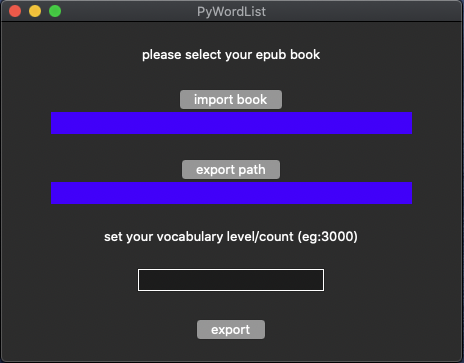 PyWordList
please select your epub book
import book
export path
set your vocabulary level/count (eg:3000)
export